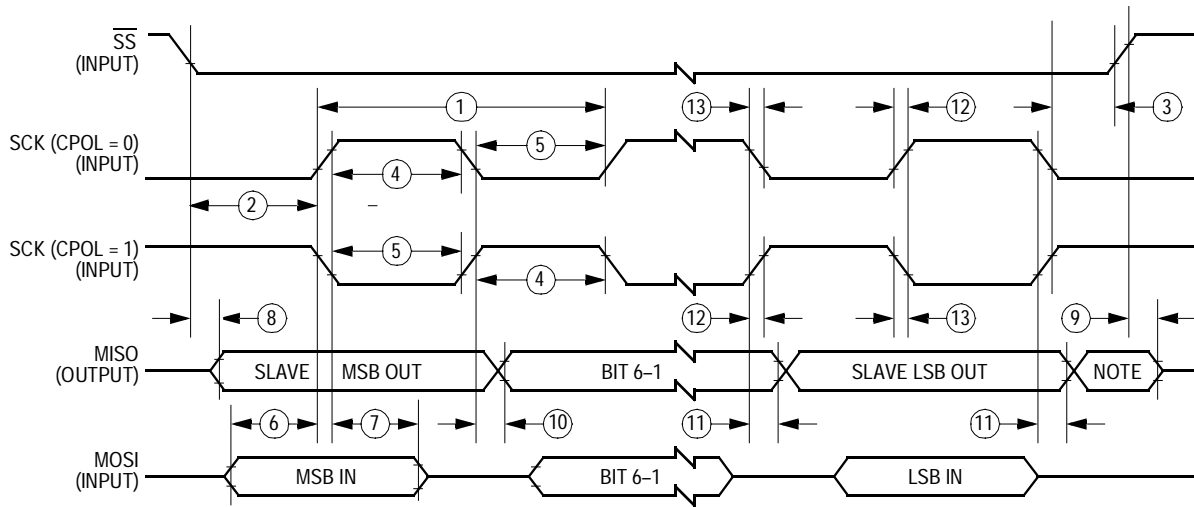 SS
(INPUT)
13
12
3
1
SCK (CPOL = 0)
(INPUT)
5
4
2
SCK (CPOL = 1)
(INPUT)
5
4
8
12
13
9
MISO
(OUTPUT)
SLAVE MSB OUT
BIT 6–1
SLAVE LSB OUT
NOTE
6
7
10
11
11
MOSI
(INPUT)
MSB IN
BIT 6–1
LSB IN